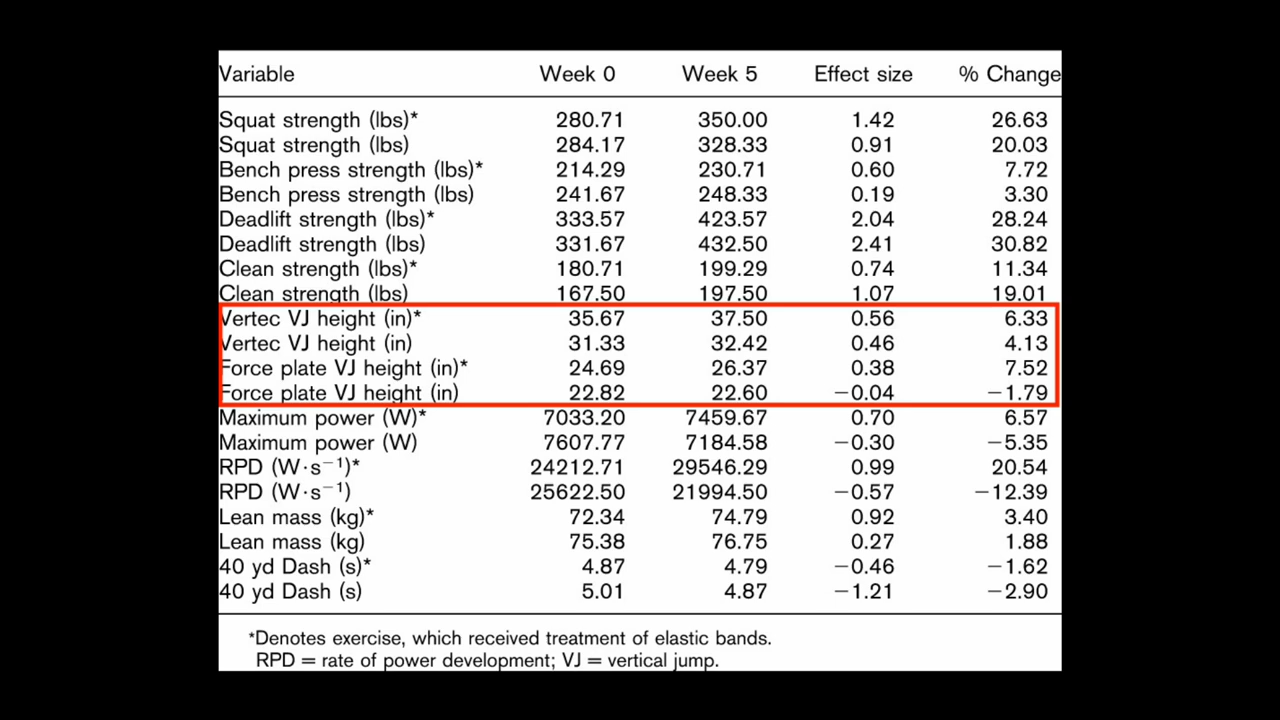 Variable Week 0 Week 5 Effect size % Change
Squat strength (lbs)* 280.71 350.00 1.42 26.63
Squat strength (lbs) 284.17 328.33 0.91 20.03
Bench press strength (lbs)* 214.29 230.71 0.60 7.72
Bench press strength (lbs) 241.67 248.33 0.19 3.30
Deadlift strength (lbs)* 333.57 423.57 2.04 28.24
Deadlift strength (lbs) 331.67 432.50 2.41 30.82
Clean strength (lbs)* 180.71 199.29 0.74 11.34
Clean strength (lbs) 167.50 197.50 1.07 19.01
Vertec VJ height (in)* 35.67 37.50 0.56 6.33
Vertec VJ height (in) 31.33 32.42 0.46 4.13
Force plate VJ height (in)* 24.69 26.37 0.38 7.52
Force plate VJ height (in) 22.82 22.60 −0.04 −1.79
Maximum power (W)* 7033.20 7459.67 0.70 6.57
Maximum power (W) 7607.77 7184.58 −0.30 −5.35
RPD (W·s⁻¹)* 24212.71 29546.29 0.99 20.54
RPD (W·s⁻¹) 25622.50 21994.50 −0.57 −12.39
Lean mass (kg)* 72.34 74.79 0.92 3.40
Lean mass (kg) 75.38 76.75 0.27 1.88
40 yd Dash (s)* 4.87 4.79 −0.46 −1.62
40 yd Dash (s) 5.01 4.87 −1.21 −2.90
*Denotes exercise, which received treatment of elastic bands.
RPD = rate of power development; VJ = vertical jump.